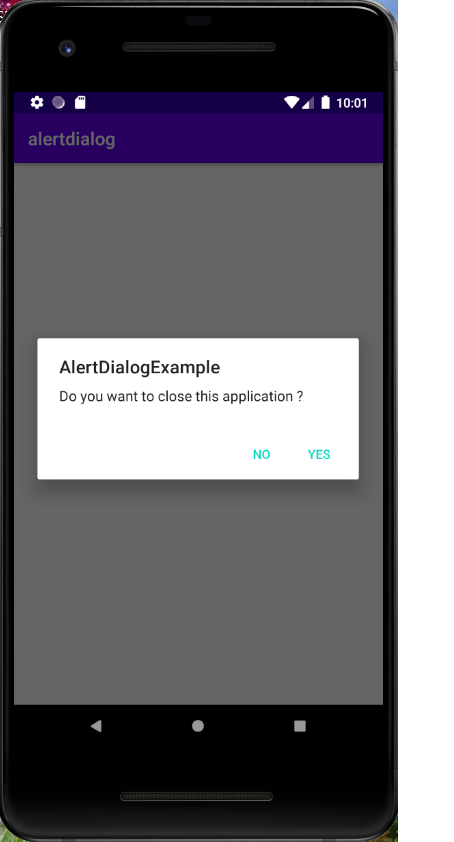 10:01
alertdialog
AlertDialogExample
Do you want to close this application ?
NO YES